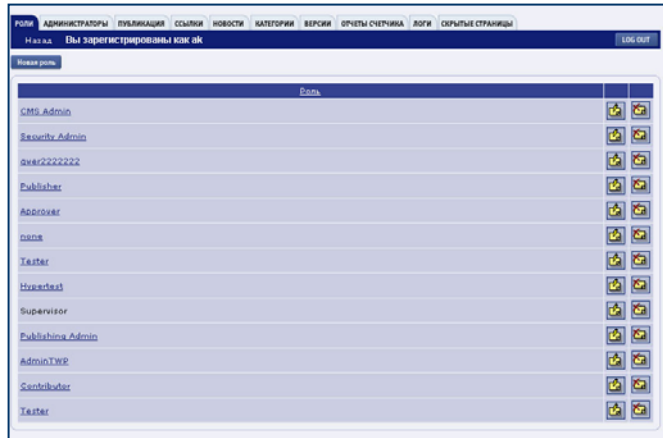 РОЛИ АДМИНИСТРАТОРЫ ПУБЛИКАЦИЯ ССЫЛКИ НОВОСТИ КАТЕГОРИИ ВЕРСИИ ОТЧЕТЫ СЧЕТЧИКА ЛОГИ СКРЫТЫЕ СТРАНИЦЫ
Назад Вы зарегистрированы как ak LOG OUT
Новая роль
Роль
CMS Admin
Security Admin
qwer2222222
Publisher
Approver
none
Tester
Hypertest
Supervisor
Publishing Admin
AdminTWP
Contributor
Tester